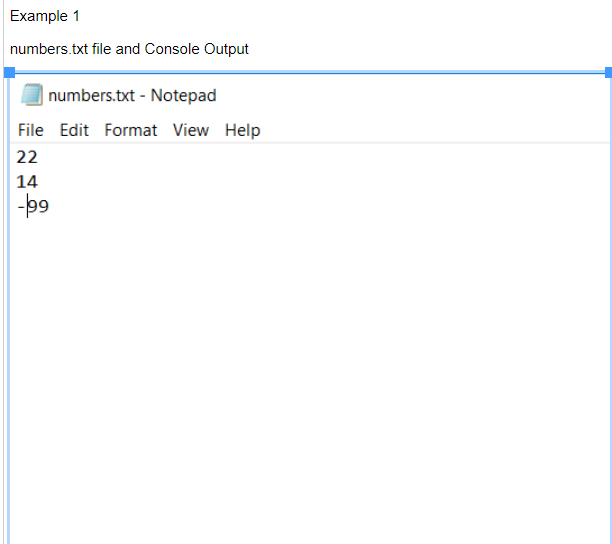 Example 1
numbers.txt file and Console Output
numbers.txt - Notepad
File Edit Format View Help
22
14
-99